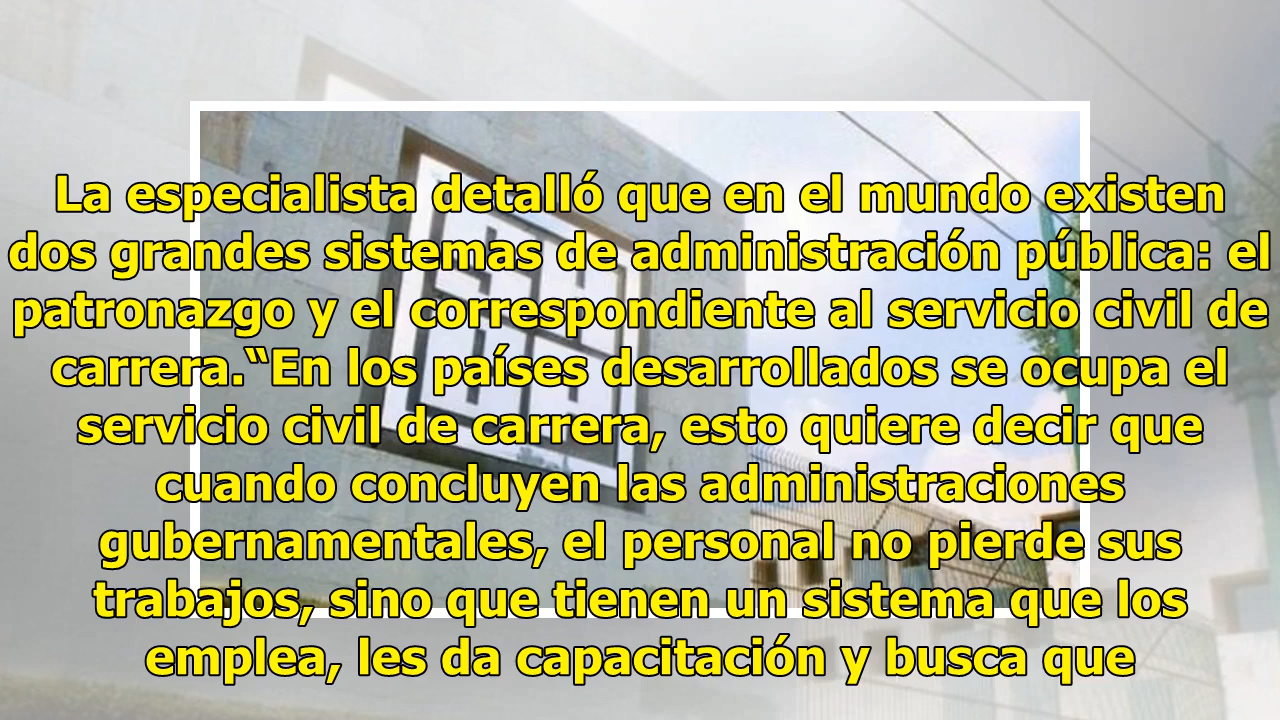 La especialista detalló que en el mundo existen
dos grandes sistemas de administración pública: el
patronazgo y el correspondiente al servicio civil de
carrera.“En los países desarrollados se ocupa el
servicio civil de carrera, esto quiere decir que
cuando concluyen las administraciones
gubernamentales, el personal no pierde sus
trabajos, sino que tienen un sistema que los
emplea, les da capacitación y busca que